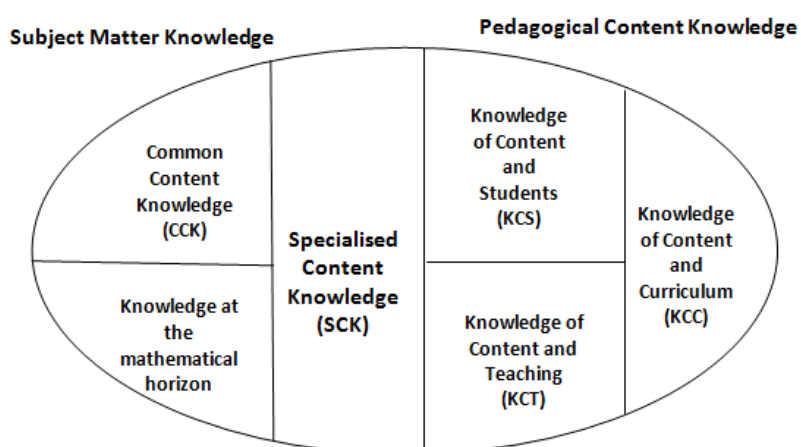 Subject Matter Knowledge
Pedagogical Content Knowledge
Common
Content
Knowledge
(CCK)
Knowledge at
the
mathematical
horizon
Specialised
Content
Knowledge
(SCK)
Knowledge
of Content
and
Students
(KCS)
Knowledge of
Content and
Teaching
(KCT)
Knowledge
of Content
and
Curriculum
(KCC)